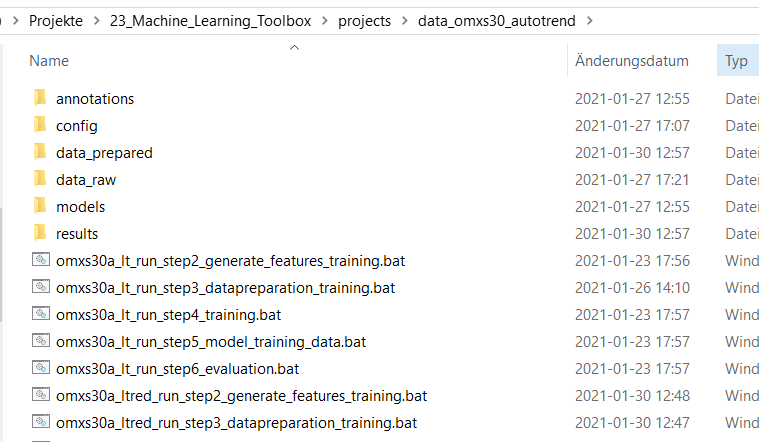 ) > Projekte > 23_Machine_Learning_Toolbox > projects > data_omxs30_autotrend >
Name Änderungsdatum Typ
annotations 2021-01-27 12:55 Datei
config 2021-01-27 17:07 Datei
data_prepared 2021-01-30 12:57 Datei
data_raw 2021-01-27 17:21 Datei
models 2021-01-27 12:55 Datei
results 2021-01-30 12:57 Datei
omxs30a_lt_run_step2_generate_features_training.bat 2021-01-23 17:56 Wind
omxs30a_lt_run_step3_datapreparation_training.bat 2021-01-26 14:10 Wind
omxs30a_lt_run_step4_training.bat 2021-01-23 17:57 Wind
omxs30a_lt_run_step5_model_training_data.bat 2021-01-23 17:57 Wind
omxs30a_lt_run_step6_evaluation.bat 2021-01-23 17:57 Wind
omxs30a_ltred_run_step2_generate_features_training.bat 2021-01-30 12:48 Wind
omxs30a_ltred_run_step3_datapreparation_training.bat 2021-01-30 12:47 Wind